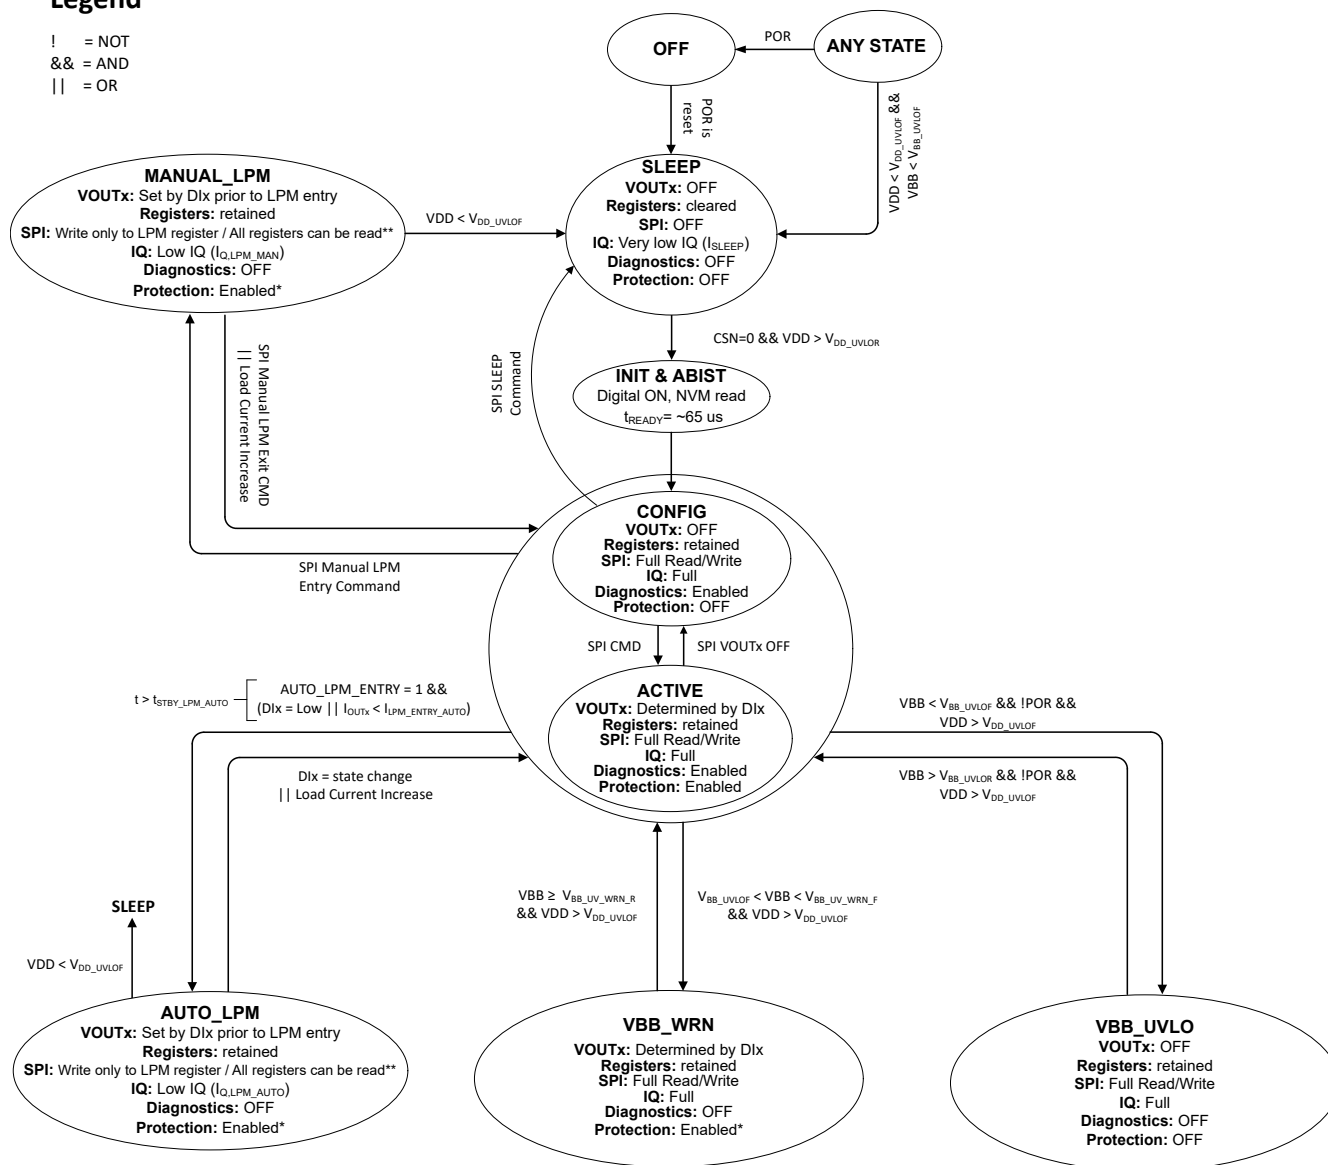 Legend
! = NOT
&& = AND
|| = OR
OFF
POR
ANY STATE
POR is
reset
VDD < VDD_UVLOF &&
VBB < VBB_UVLOF
MANUAL_LPM
VOUTx: Set by DIx prior to LPM entry
Registers: retained
SPI: Write only to LPM register / All registers can be read**
IQ: Low IQ (IQ,LPM_MAN)
Diagnostics: OFF
Protection: Enabled*
VDD < VDD_UVLOF
SLEEP
VOUTx: OFF
Registers: cleared
SPI: OFF
IQ: Very low IQ (ISLEEP)
Diagnostics: OFF
Protection: OFF
CSN=0 && VDD > VDD_UVLOR
SPI SLEEP
Command
INIT & ABIST
Digital ON, NVM read
tREADY= ~65 us
SPI Manual LPM Exit CMD
|| Load Current Increase
SPI Manual LPM
Entry Command
CONFIG
VOUTx: OFF
Registers: retained
SPI: Full Read/Write
IQ: Full
Diagnostics: Enabled
Protection: OFF
SPI CMD
SPI VOUTx OFF
ACTIVE
VOUTx: Determined by DIx
Registers: retained
SPI: Full Read/Write
IQ: Full
Diagnostics: Enabled
Protection: Enabled
t > tSTBY_LPM_AUTO
AUTO_LPM_ENTRY = 1 &&
(DIx = Low || IOUTx < ILPM_ENTRY_AUTO)
DIx = state change
|| Load Current Increase
VBB < VBB_UVLOF && !POR &&
VDD > VDD_UVLOF
VBB > VBB_UVLOR && !POR &&
VDD > VDD_UVLOF
VBB ≥ VBB_UV_WRN_R
&& VDD > VDD_UVLOF
VBB_UVLOF < VBB < VBB_UV_WRN_F
&& VDD > VDD_UVLOF
SLEEP
VDD < VDD_UVLOF
AUTO_LPM
VOUTx: Set by DIx prior to LPM entry
Registers: retained
SPI: Write only to LPM register / All registers can be read**
IQ: Low IQ (IQ,LPM_AUTO)
Diagnostics: OFF
Protection: Enabled*
VBB_WRN
VOUTx: Determined by DIx
Registers: retained
SPI: Full Read/Write
IQ: Full
Diagnostics: OFF
Protection: Enabled*
VBB_UVLO
VOUTx: OFF
Registers: retained
SPI: Full Read/Write
IQ: Full
Diagnostics: OFF
Protection: OFF